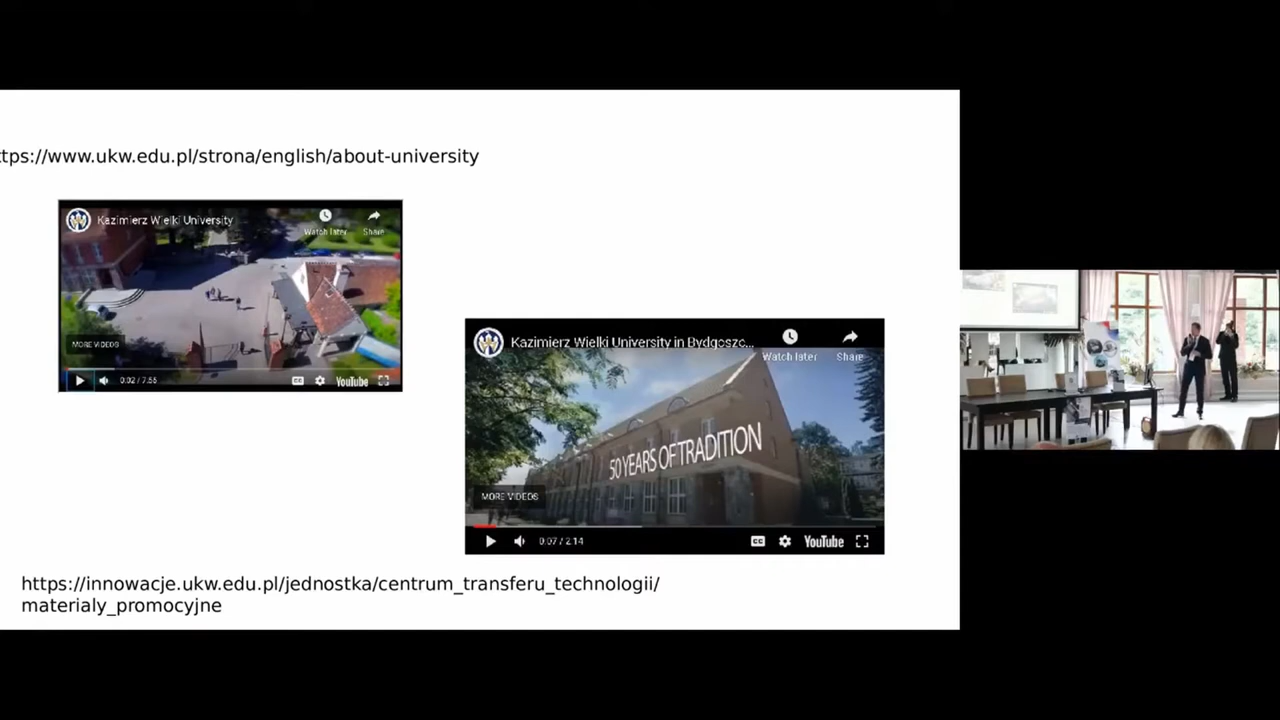 ttps://www.ukw.edu.pl/strona/english/about-university
Kazimierz Wielki University
Watch later
Share
MORE VIDEOS
0:02 / 7:55
CC
YouTube
Kazimierz Wielki University in Bydgoszc...
Watch later
Share
50 YEARS OF TRADITION
MORE VIDEOS
0:07 / 2:14
CC
YouTube
https://innowacje.ukw.edu.pl/jednostka/centrum_transferu_technologii/
materialy_promocyjne